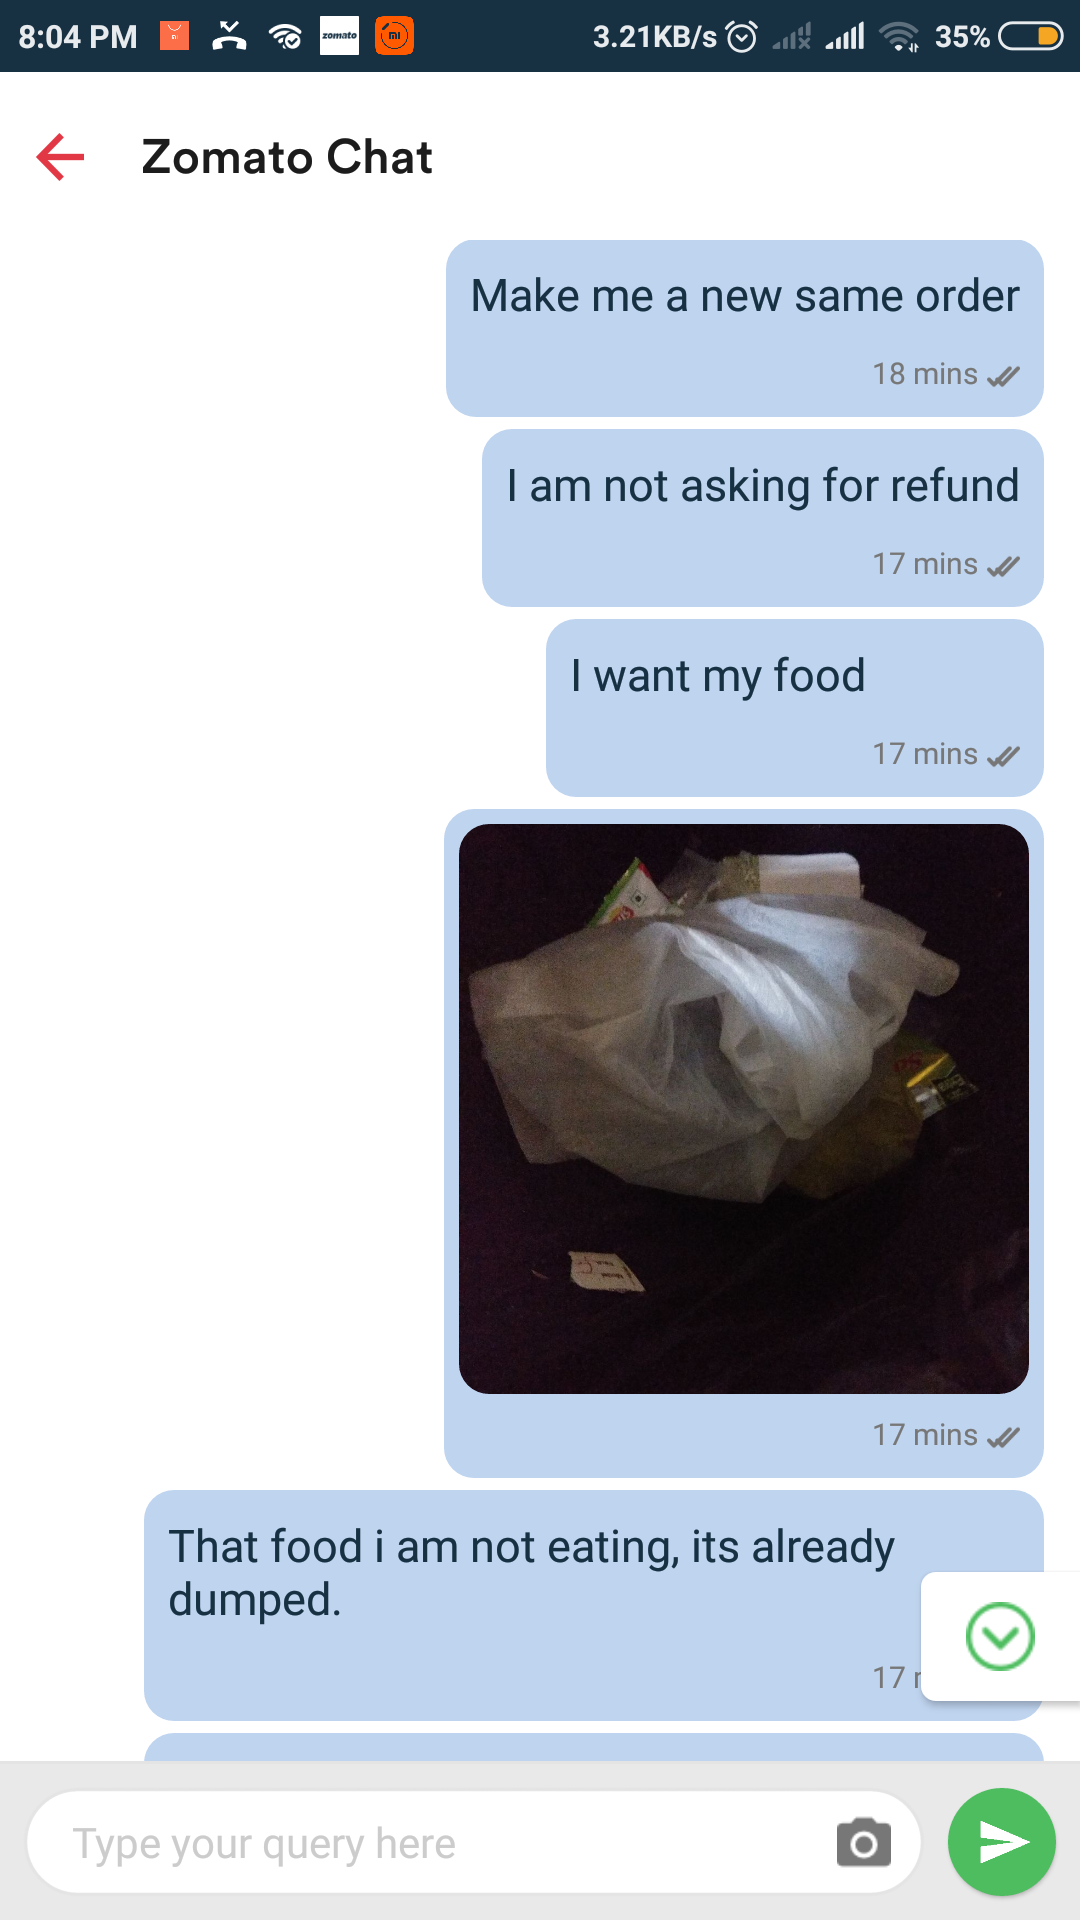 8:04 PM zomato 3.21KB/s 35%
Zomato Chat
Make me a new same order
18 mins
I am not asking for refund
17 mins
I want my food
17 mins
17 mins
That food i am not eating, its already
dumped.
17
Type your query here